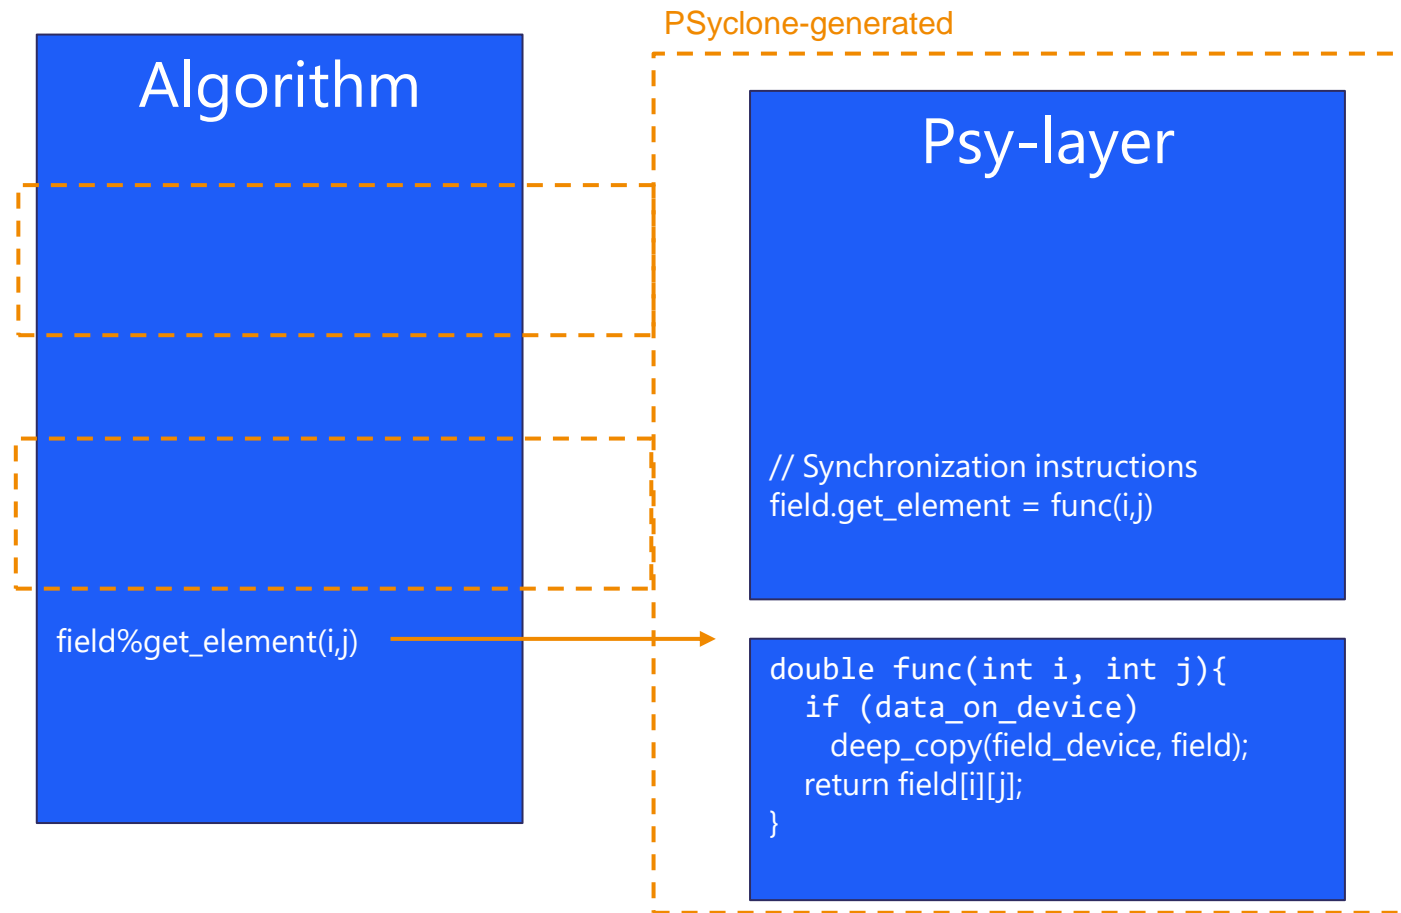 PSyclone-generated
Algorithm
Psy-layer
// Synchronization instructions
field.get_element = func(i,j)
field%get_element(i,j)
double func(int i, int j){
if (data_on_device)
deep_copy(field_device, field);
return field[i][j];
}